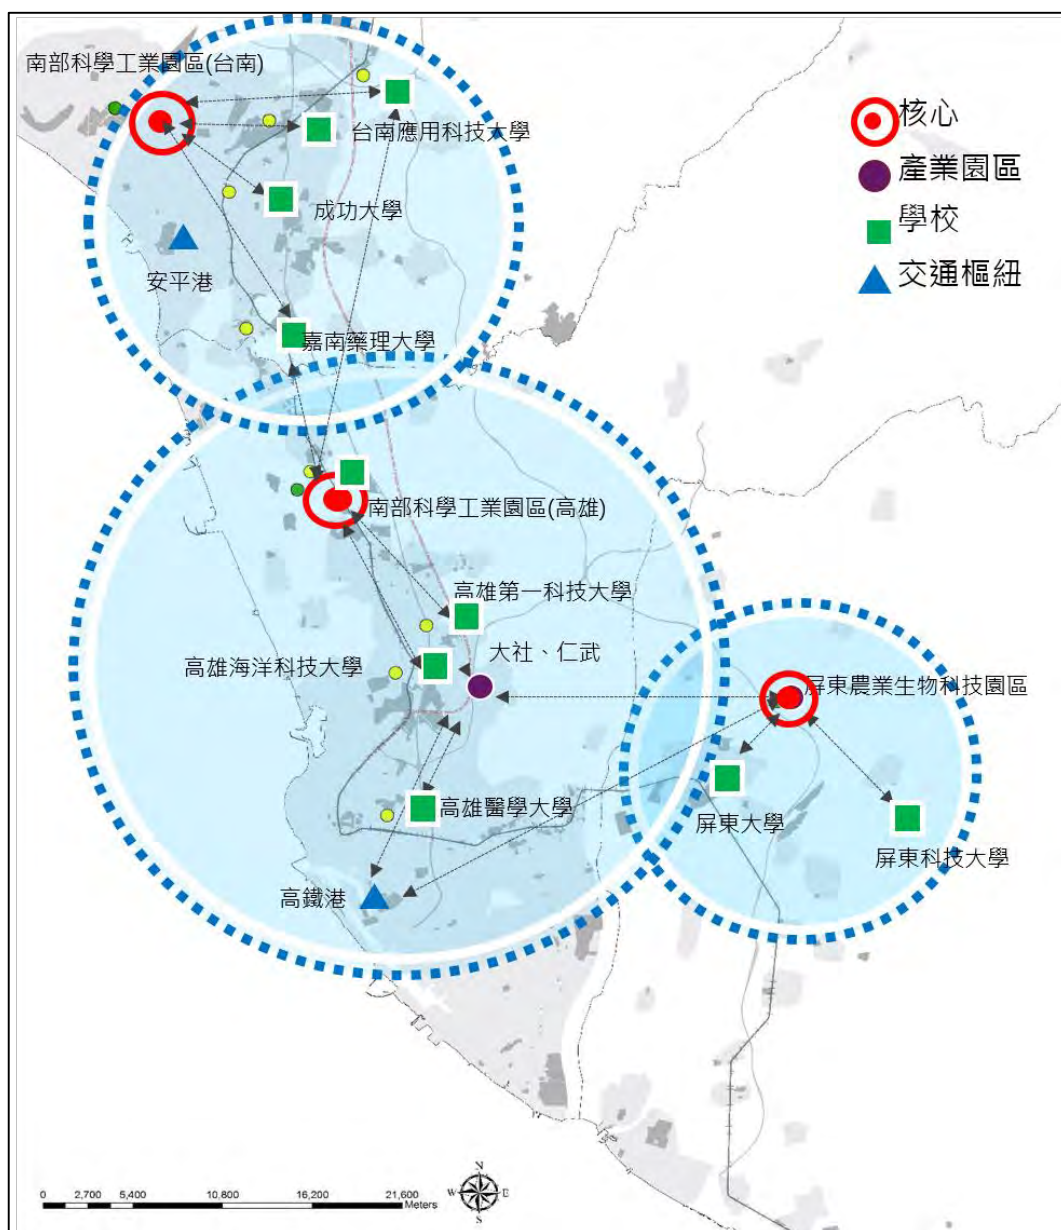 南部科學工業園區(台南)
核心
台南應用科技大學
產業園區
成功大學
學校
安平港
交通樞紐
嘉南藥理大學
南部科學工業園區(高雄)
高雄第一科技大學
大社、仁武
高雄海洋科技大學
屏東農業生物科技園區
高雄醫學大學
屏東大學
屏東科技大學
高鐵港
N
W E
S
0 2,700 5,400 10,800 16,200 21,600
Meters